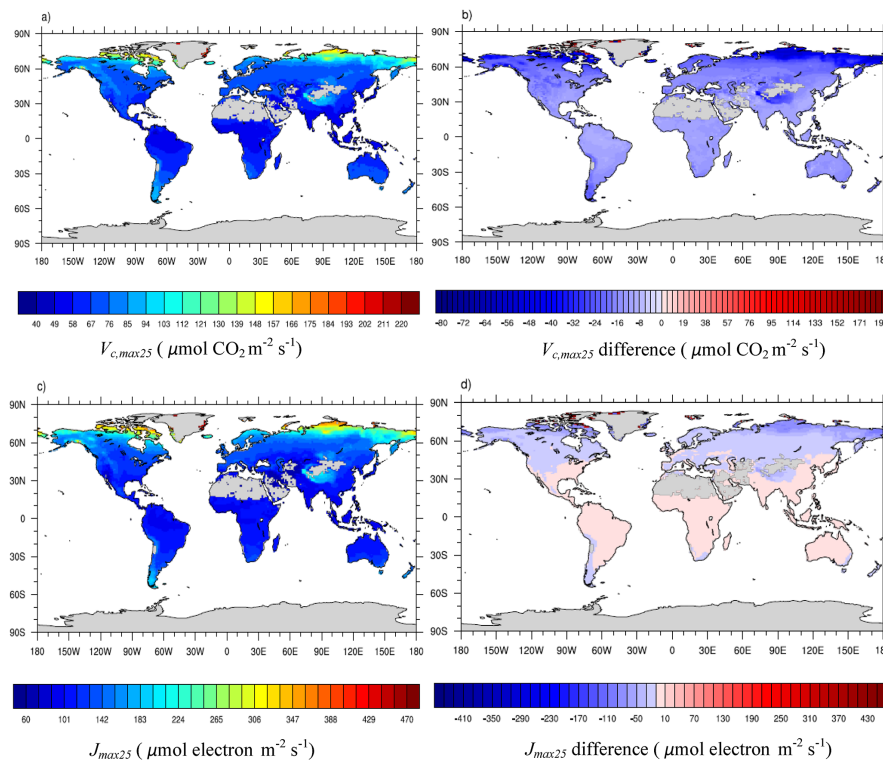 a)
b)
90N 60N 30N 0 30S 60S 90S
90N 60N 30N 0 30S 60S 90S
180 150W 120W 90W 60W 30W 0 30E 60E 90E 120E 150E 180
180 150W 120W 90W 60W 30W 0 30E 60E 90E 120E 150E
40 49 58 67 76 85 94 103 112 121 130 139 148 157 166 175 184 193 202 211 220
-80 -72 -64 -56 -48 -40 -32 -24 -16 -8 0 19 38 57 76 95 114 133 152 171
V_{c,max25} ( μmol CO₂ m⁻² s⁻¹)
V_{c,max25} difference ( μmol CO₂ m⁻² s⁻¹)
c)
d)
90N 60N 30N 0 30S 60S 90S
90N 60N 30N 0 30S 60S 90S
180 150W 120W 90W 60W 30W 0 30E 60E 90E 120E 150E 180
180 150W 120W 90W 60W 30W 0 30E 60E 90E 120E 150E
60 101 142 183 224 265 306 347 388 429 470
-410 -350 -290 -230 -170 -110 -50 10 70 130 190 250 310 370 430
J_{max25} ( μmol electron m⁻² s⁻¹)
J_{max25} difference ( μmol electron m⁻² s⁻¹)